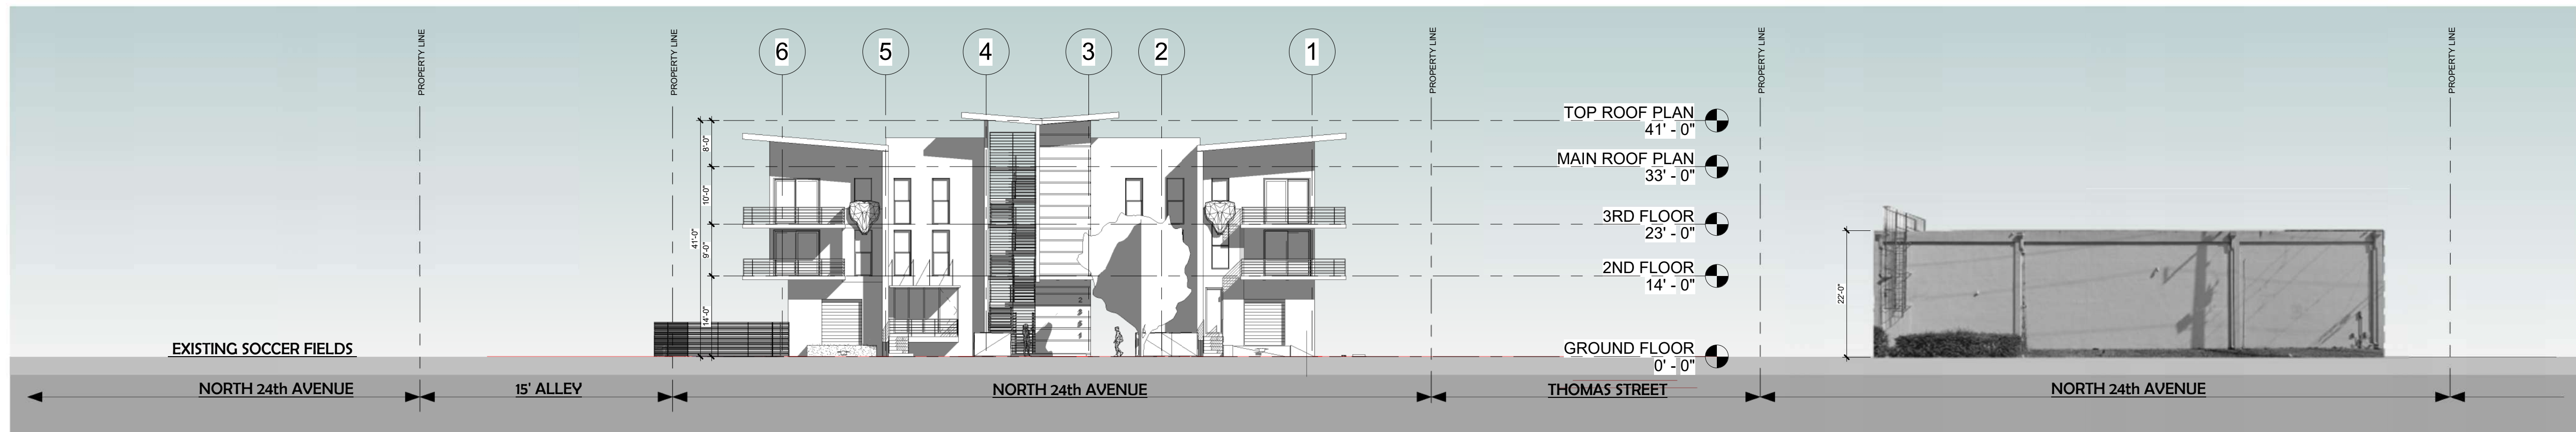 PROPERTY LINE
PROPERTY LINE
6
5
4
3
2
1
PROPERTY LINE
PROPERTY LINE
PROPERTY LINE
TOP ROOF PLAN
41' - 0"
MAIN ROOF PLAN
33' - 0"
3RD FLOOR
23' - 0"
2ND FLOOR
14' - 0"
GROUND FLOOR
0' - 0"
8'-0"
10'-0"
9'-0"
14'-0"
41'-0"
22'-0"
EXISTING SOCCER FIELDS
NORTH 24th AVENUE
15' ALLEY
NORTH 24th AVENUE
THOMAS STREET
NORTH 24th AVENUE